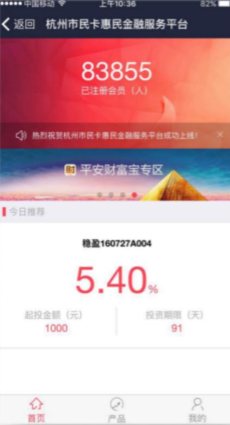 中国移动 上午10:36 82%
返回 杭州市民卡惠民金融服务平台
83855
已注册会员（人）
热烈祝贺杭州市民卡惠民金融服务平台成功上线！
平安财富宝专区
今日推荐
稳盈160727A004
5.40%
起投金额（元） 投资期限（天）
1000 91
首页 产品 我的